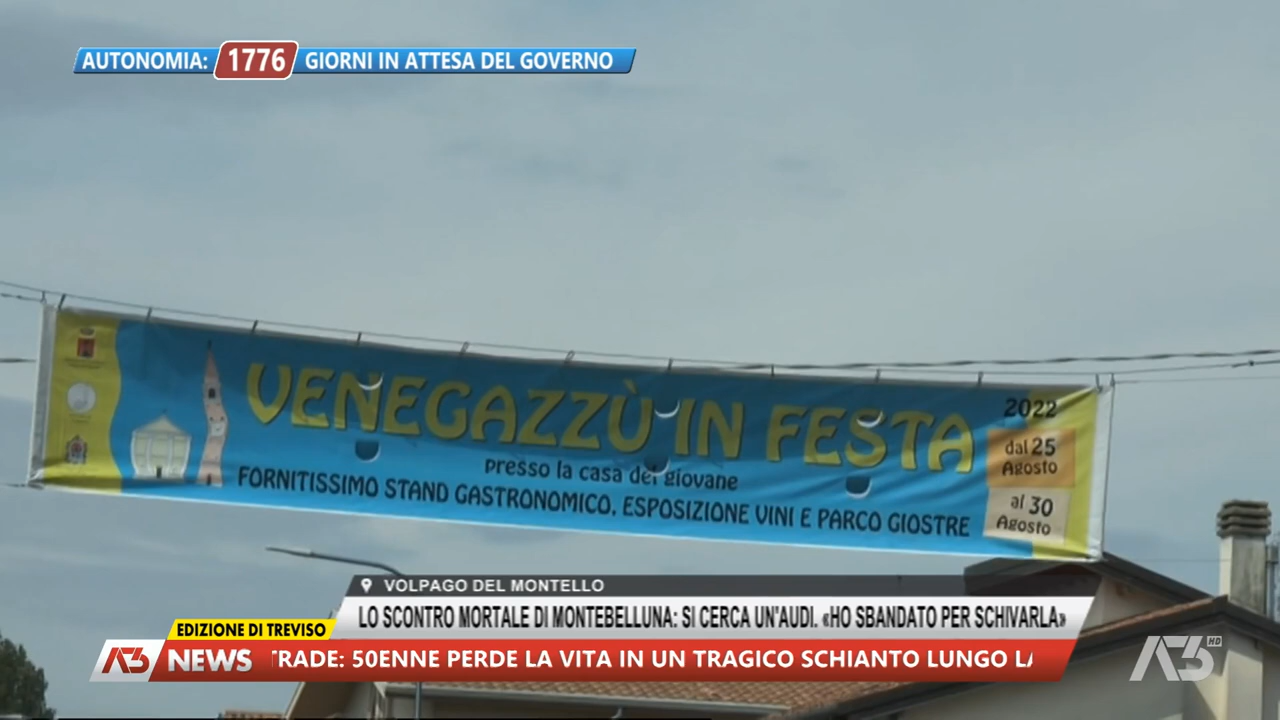 AUTONOMIA: 1776 GIORNI IN ATTESA DEL GOVERNO
VENEGAZZÙ IN FESTA
presso la casa del giovane
FORNITISSIMO STAND GASTRONOMICO, ESPOSIZIONE VINI E PARCO GIOSTRE
2022
dal 25
Agosto
al 30
Agosto
VOLPAGO DEL MONTELLO
LO SCONTRO MORTALE DI MONTEBELLUNA: SI CERCA UN'AUDI. «HO SBANDATO PER SCHIVARLA»
EDIZIONE DI TREVISO
A3 NEWS TRADE: 50ENNE PERDE LA VITA IN UN TRAGICO SCHIANTO LUNGO LA
A3 HD